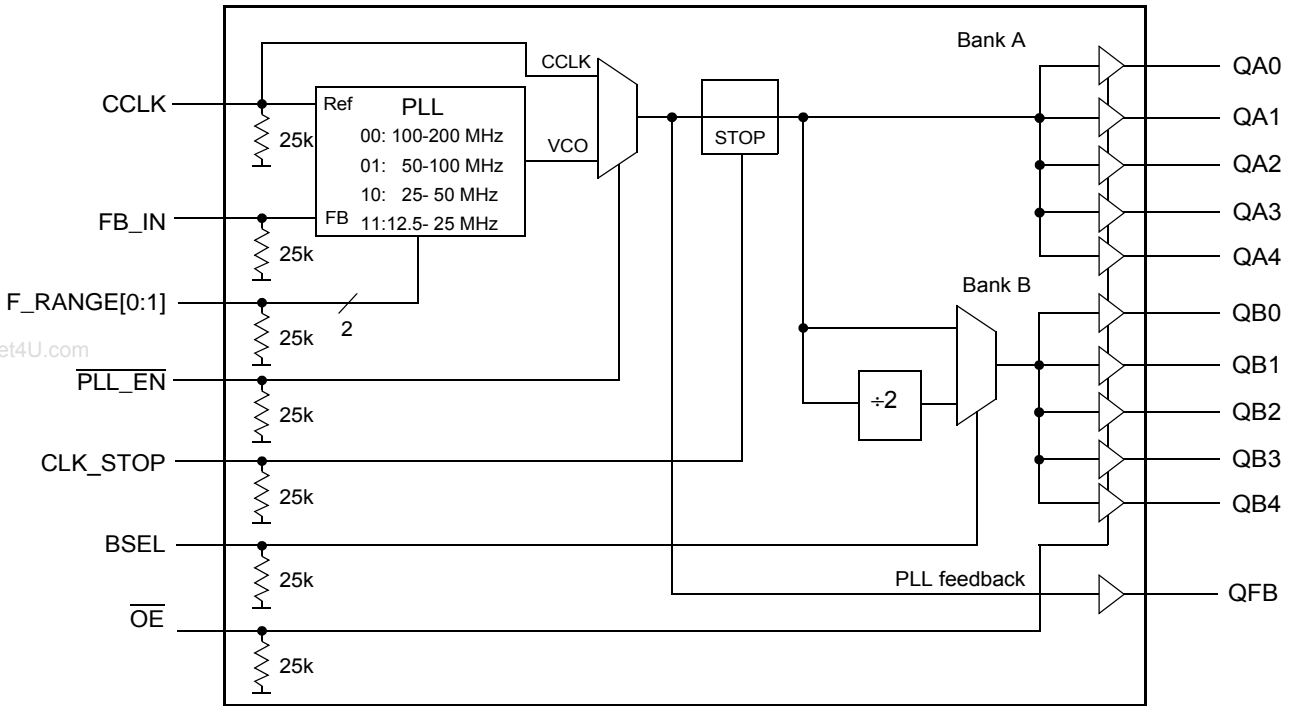 Bank A
CCLK
QA0
CCLK
Ref
PLL
QA1
25k
00: 100-200 MHz
STOP
VCO
01: 50-100 MHz
QA2
10: 25- 50 MHz
QA3
FB_IN
FB
11:12.5- 25 MHz
25k
QA4
Bank B
F_RANGE[0:1]
2
25k
QB0
et4U.com
QB1
PLL_EN
÷2
25k
QB2
CLK_STOP
QB3
25k
QB4
BSEL
25k
PLL feedback
QFB
OE
25k